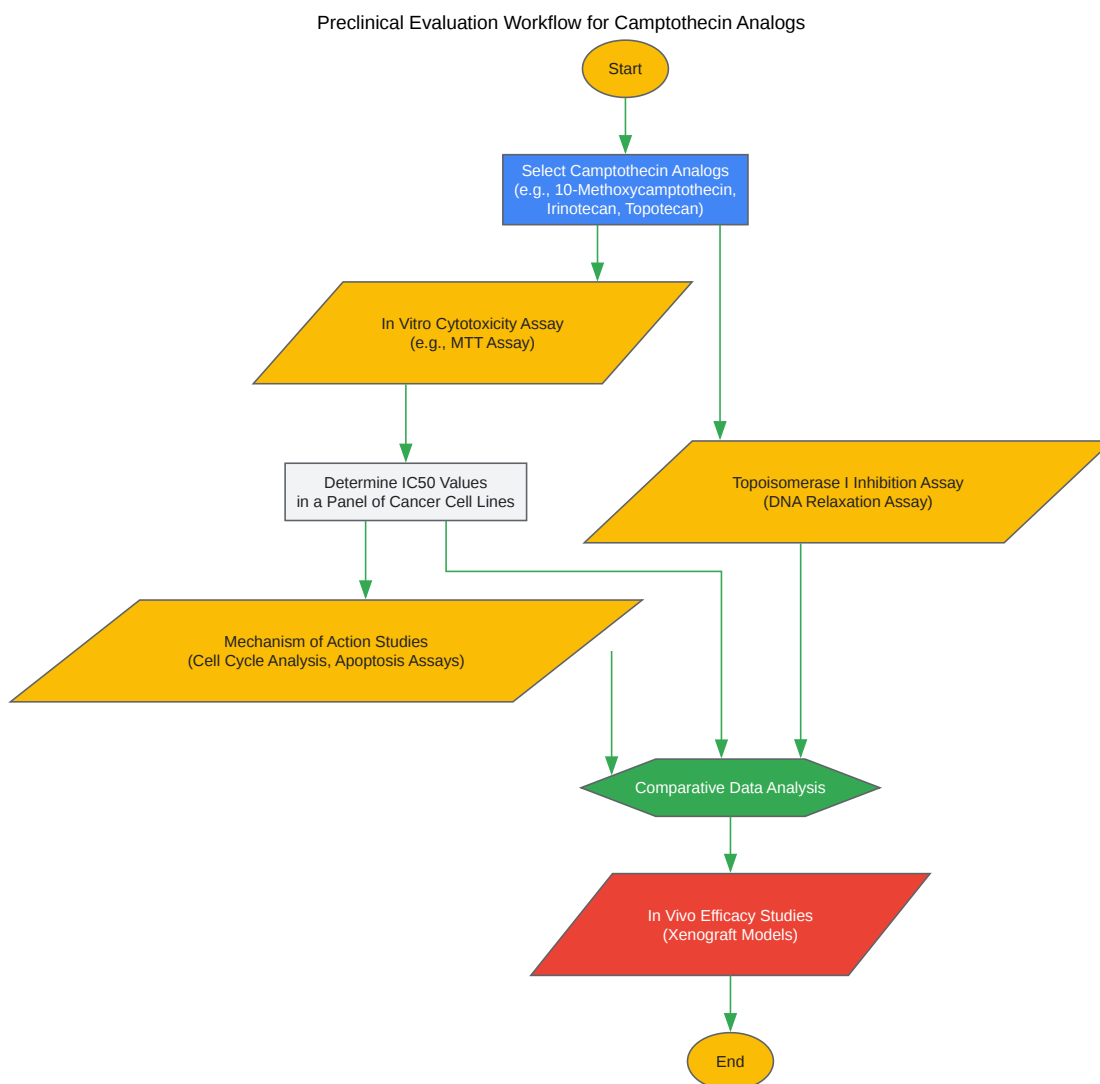 Preclinical Evaluation Workflow for Camptothecin Analogs
Start
Select Camptothecin Analogs
(e.g., 10-Methoxycamptothecin,
Irinotecan, Topotecan)
In Vitro Cytotoxicity Assay
(e.g., MTT Assay)
Topoisomerase I Inhibition Assay
(DNA Relaxation Assay)
Determine IC50 Values
in a Panel of Cancer Cell Lines
Mechanism of Action Studies
(Cell Cycle Analysis, Apoptosis Assays)
Comparative Data Analysis
In Vivo Efficacy Studies
(Xenograft Models)
End